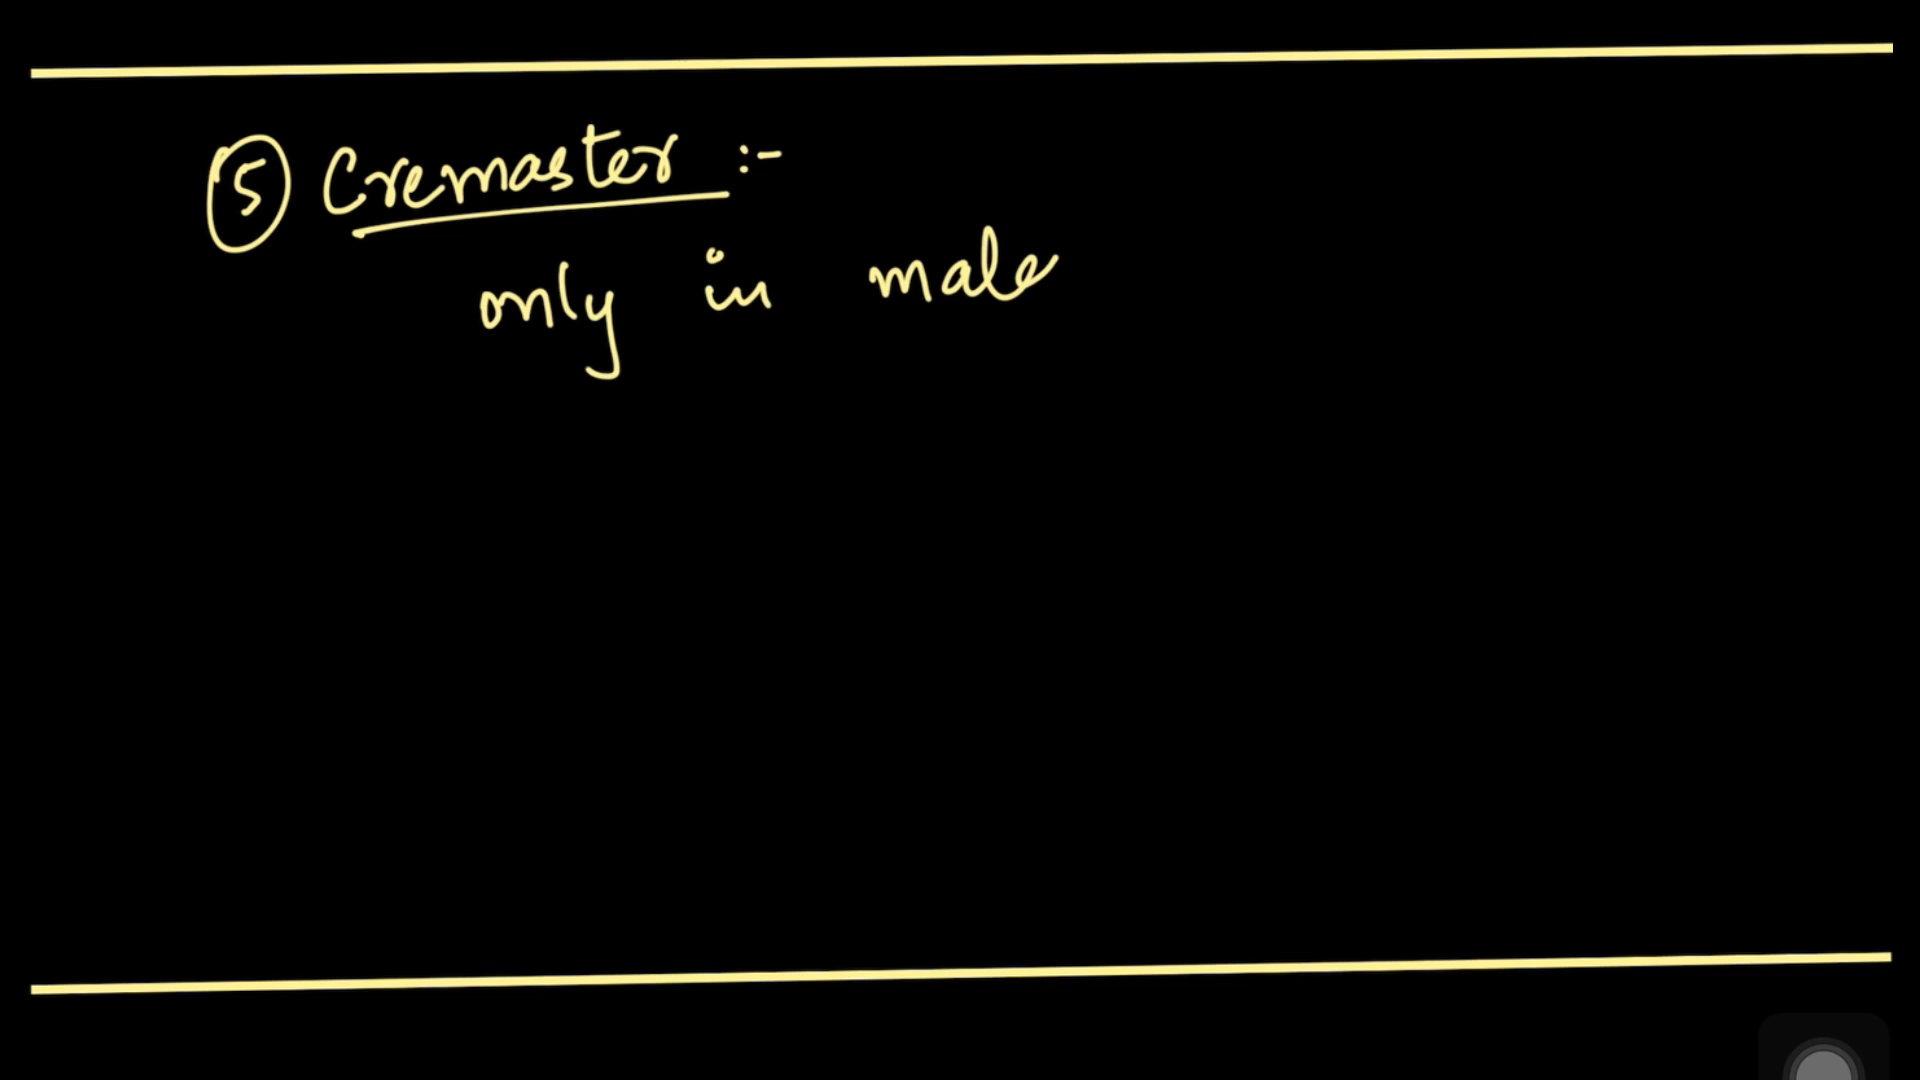 ⑤ Cremaster :-
only in male